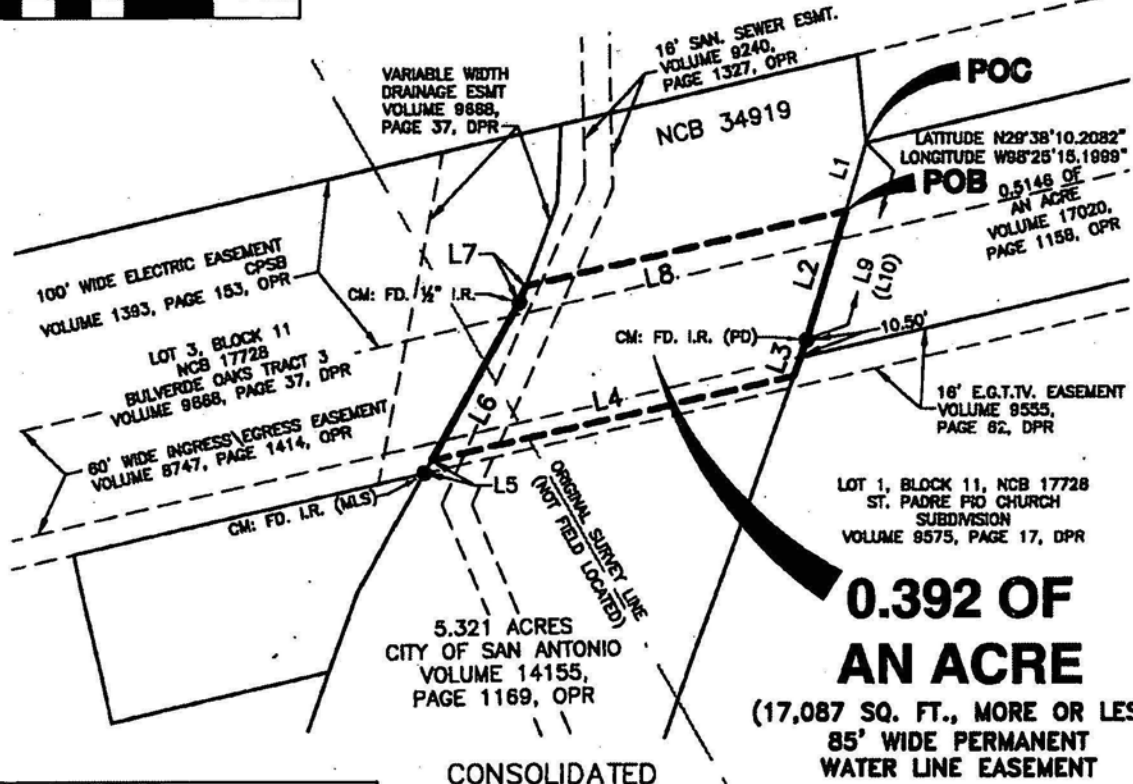 16' SAN. SEWER ESMT.
VOLUME 9240,
PAGE 1327, OPR
VARIABLE WIDTH
DRAINAGE ESMT
VOLUME 9688,
PAGE 37, DPR
NCB 34919
POC
LATITUDE N29°38'10.2082"
LONGITUDE W98°25'15.1999"
L1
POB
0.5146 OF
AN ACRE
VOLUME 17020,
PAGE 1158, OPR
100' WIDE ELECTRIC EASEMENT
CPSB
VOLUME 1393, PAGE 153, OPR
L7
CM: FD. ½" I.R.
L8
L2
L9
(L10)
10.50'
CM: FD. I.R. (PD)
L3
LOT 3, BLOCK 11
NCB 17728
BULVERDE OAKS TRACT 3
VOLUME 9688, PAGE 37, DPR
60' WIDE INGRESS\EGRESS EASEMENT
VOLUME 8747, PAGE 1414, OPR
L6
L4
16' E.G.T.TV. EASEMENT
VOLUME 9555,
PAGE 82, DPR
CM: FD. I.R. (MLS)
L5
ORIGINAL SURVEY LINE
(NOT FIELD LOCATED)
LOT 1, BLOCK 11, NCB 17728
ST. PADRE PIO CHURCH
SUBDIVISION
VOLUME 9575, PAGE 17, DPR
5.321 ACRES
CITY OF SAN ANTONIO
VOLUME 14155,
PAGE 1169, OPR
0.392 OF
AN ACRE
(17,087 SQ. FT., MORE OR LES
85' WIDE PERMANENT
WATER LINE EASEMENT
CONSOLIDATED